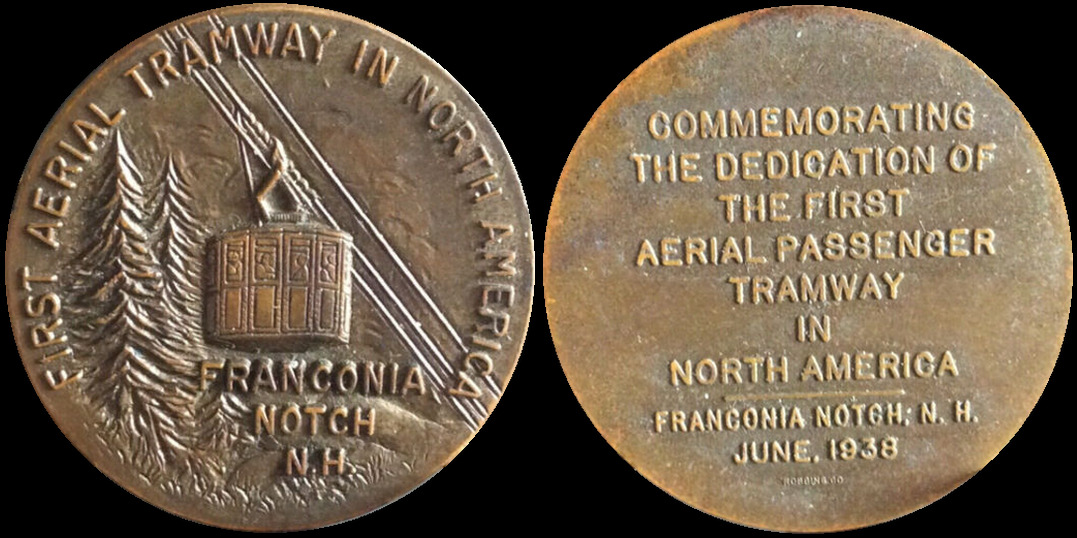 FIRST AERIAL TRAMWAY IN NORTH AMERICA
FRANCONIA
NOTCH
N.H.
COMMEMORATING
THE DEDICATION OF
THE FIRST
AERIAL PASSENGER
TRAMWAY
IN
NORTH AMERICA
FRANCONIA NOTCH, N. H.
JUNE, 1938